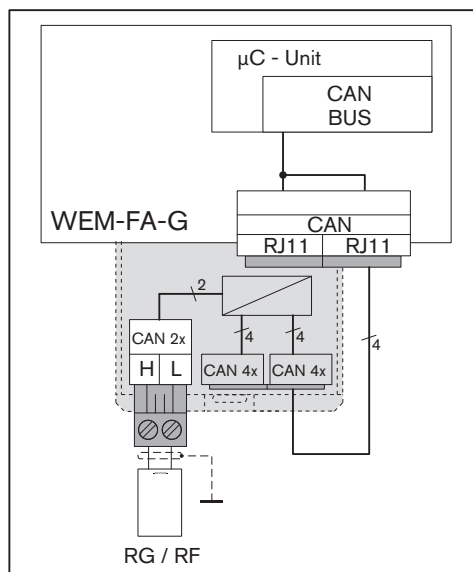 µC - Unit
CAN
BUS
WEM-FA-G
CAN
RJ11 RJ11
2
CAN 2x
4 4 4
H L
CAN 4x CAN 4x
RG / RF